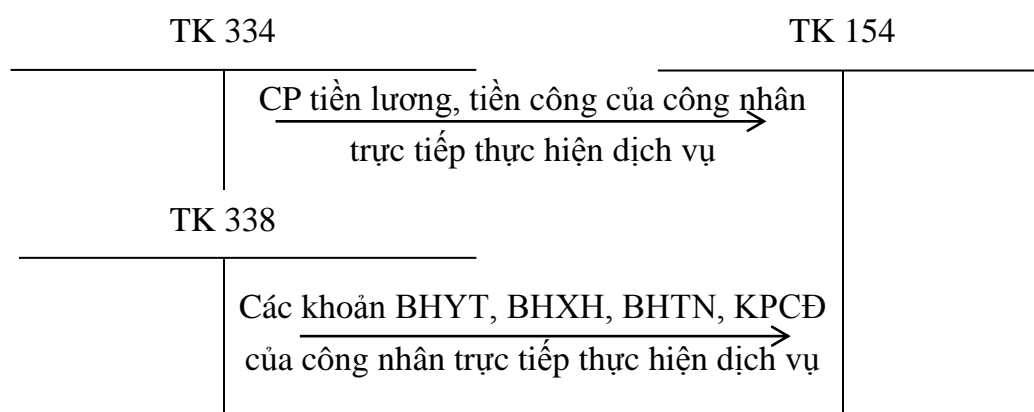 TK 334
TK 154
CP tiền lương, tiền công của công nhân
trực tiếp thực hiện dịch vụ
TK 338
Các khoản BHYT, BHXH, BHTN, KPCĐ
của công nhân trực tiếp thực hiện dịch vụ